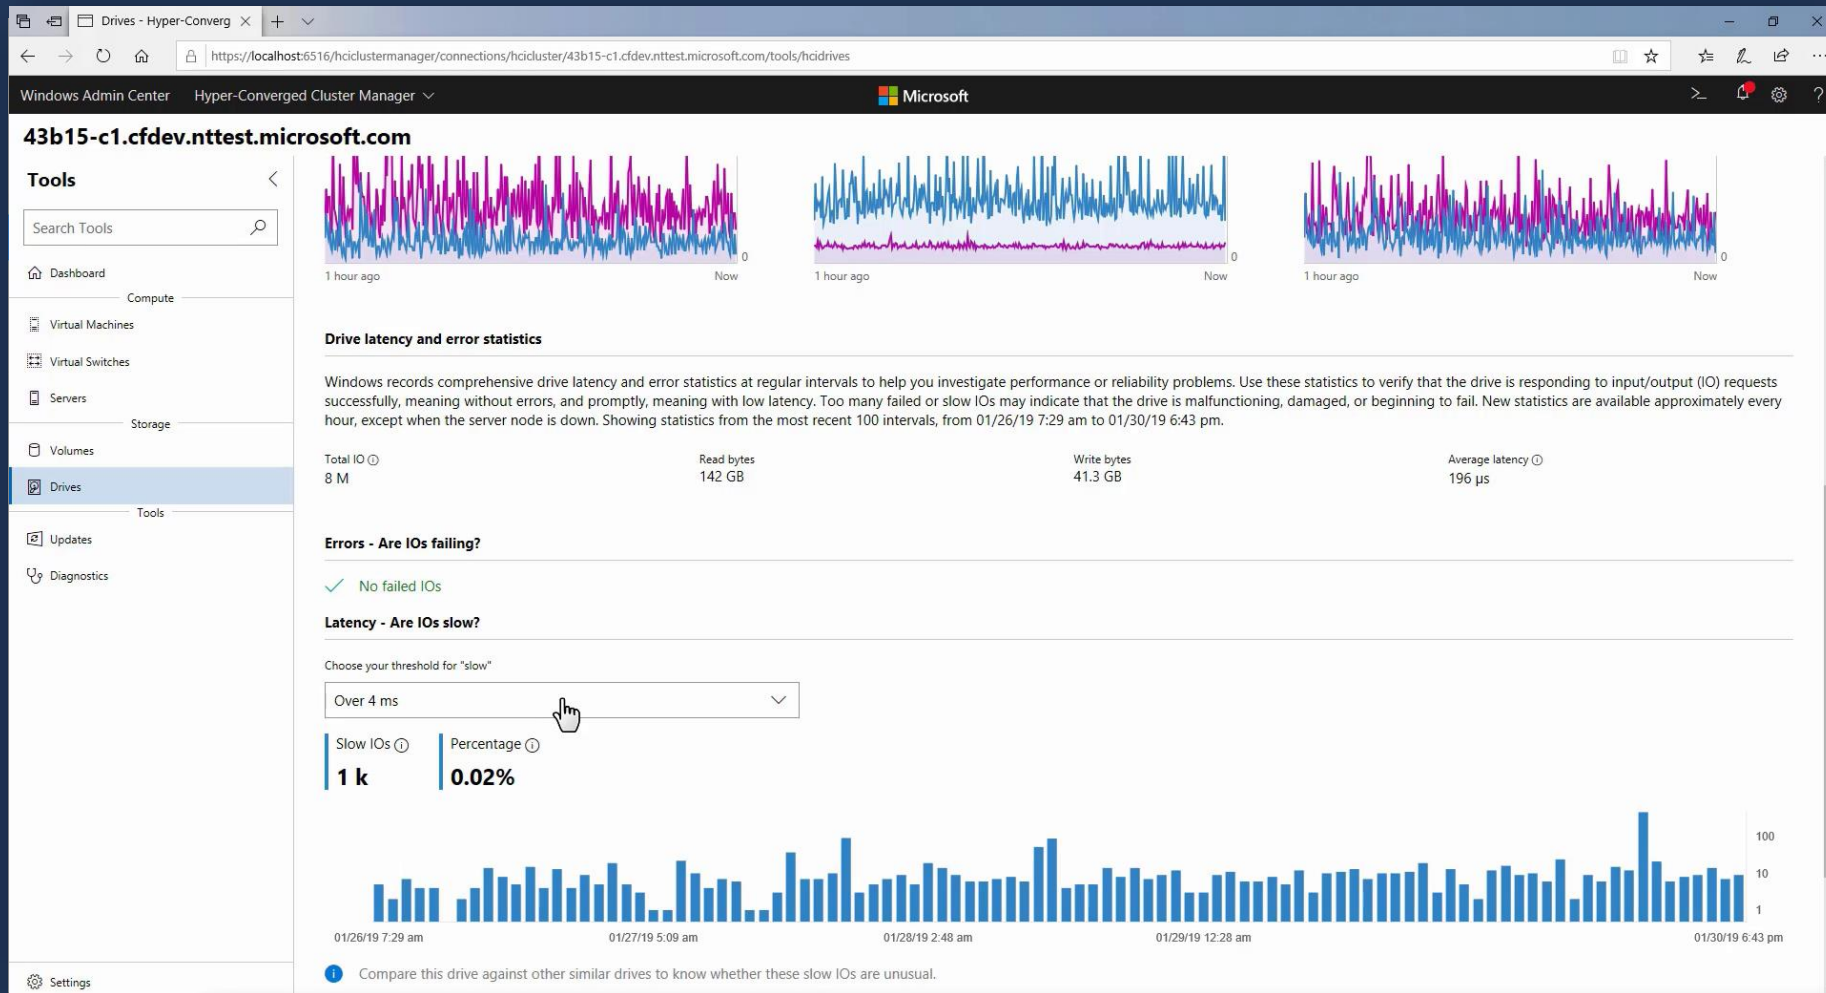 Drives - Hyper-Converg
https://localhost:6516/hciclustermanager/connections/hcicluster/43b15-c1.cfdev.nttest.microsoft.com/tools/hcidrives
Windows Admin Center
Hyper-Converged Cluster Manager
Microsoft
43b15-c1.cfdev.nttest.microsoft.com
Tools
Search Tools
Dashboard
Compute
Virtual Machines
Virtual Switches
Servers
Storage
Volumes
Drives
Tools
Updates
Diagnostics
Settings
0
1 hour ago
Now
0
1 hour ago
Now
0
1 hour ago
Now
Drive latency and error statistics
Windows records comprehensive drive latency and error statistics at regular intervals to help you investigate performance or reliability problems. Use these statistics to verify that the drive is responding to input/output (IO) requests
successfully, meaning without errors, and promptly, meaning with low latency. Too many failed or slow IOs may indicate that the drive is malfunctioning, damaged, or beginning to fail. New statistics are available approximately every
hour, except when the server node is down. Showing statistics from the most recent 100 intervals, from 01/26/19 7:29 am to 01/30/19 6:43 pm.
Total IO
8 M
Read bytes
142 GB
Write bytes
41.3 GB
Average latency
196 µs
Errors - Are IOs failing?
No failed IOs
Latency - Are IOs slow?
Choose your threshold for "slow"
Over 4 ms
Slow IOs
1 k
Percentage
0.02%
100
10
1
01/26/19 7:29 am
01/27/19 5:09 am
01/28/19 2:48 am
01/29/19 12:28 am
01/30/19 6:43 pm
Compare this drive against other similar drives to know whether these slow IOs are unusual.